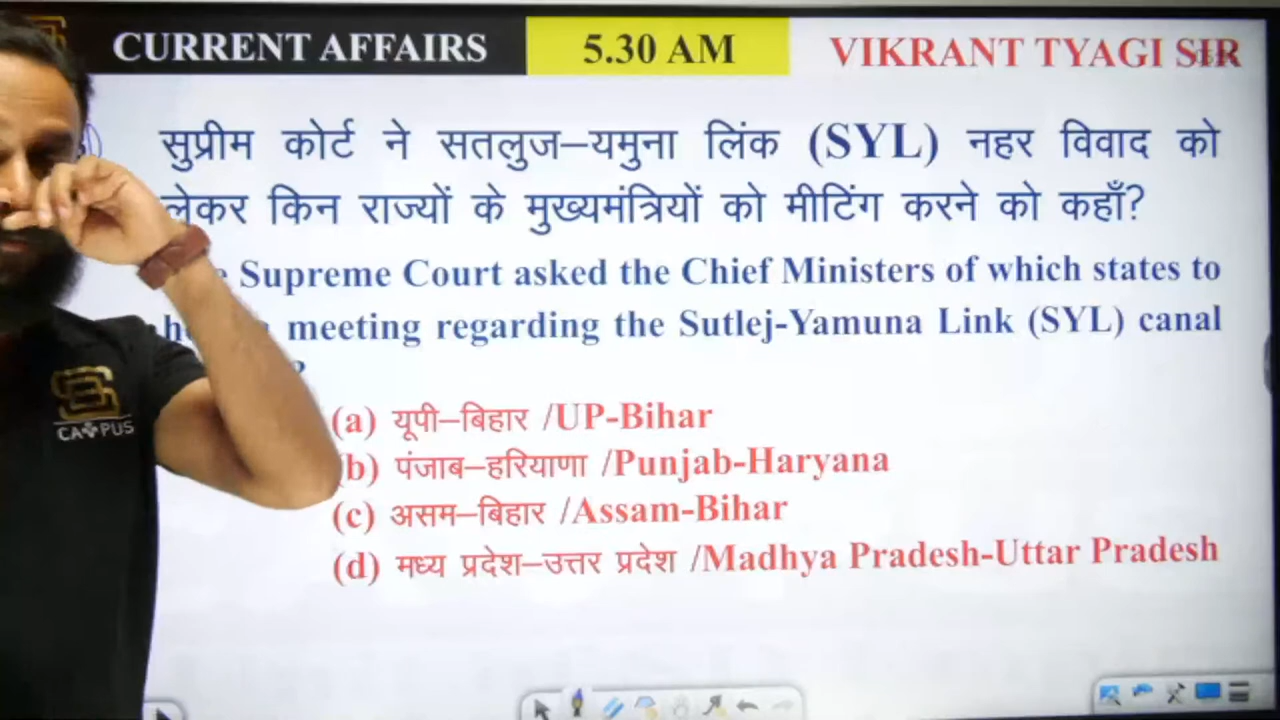 CURRENT AFFAIRS
5.30 AM
VIKRANT TYAGI SIR
सुप्रीम कोर्ट ने सतलुज–यमुना लिंक (SYL) नहर विवाद को
लेकर किन राज्यों के मुख्यमंत्रियों को मीटिंग करने को कहाँ?
Supreme Court asked the Chief Ministers of which states to
meeting regarding the Sutlej-Yamuna Link (SYL) canal
(a) यूपी–बिहार /UP-Bihar
(b) पंजाब–हरियाणा /Punjab-Haryana
(c) असम–बिहार /Assam-Bihar
(d) मध्य प्रदेश–उत्तर प्रदेश /Madhya Pradesh-Uttar Pradesh
CAMPUS